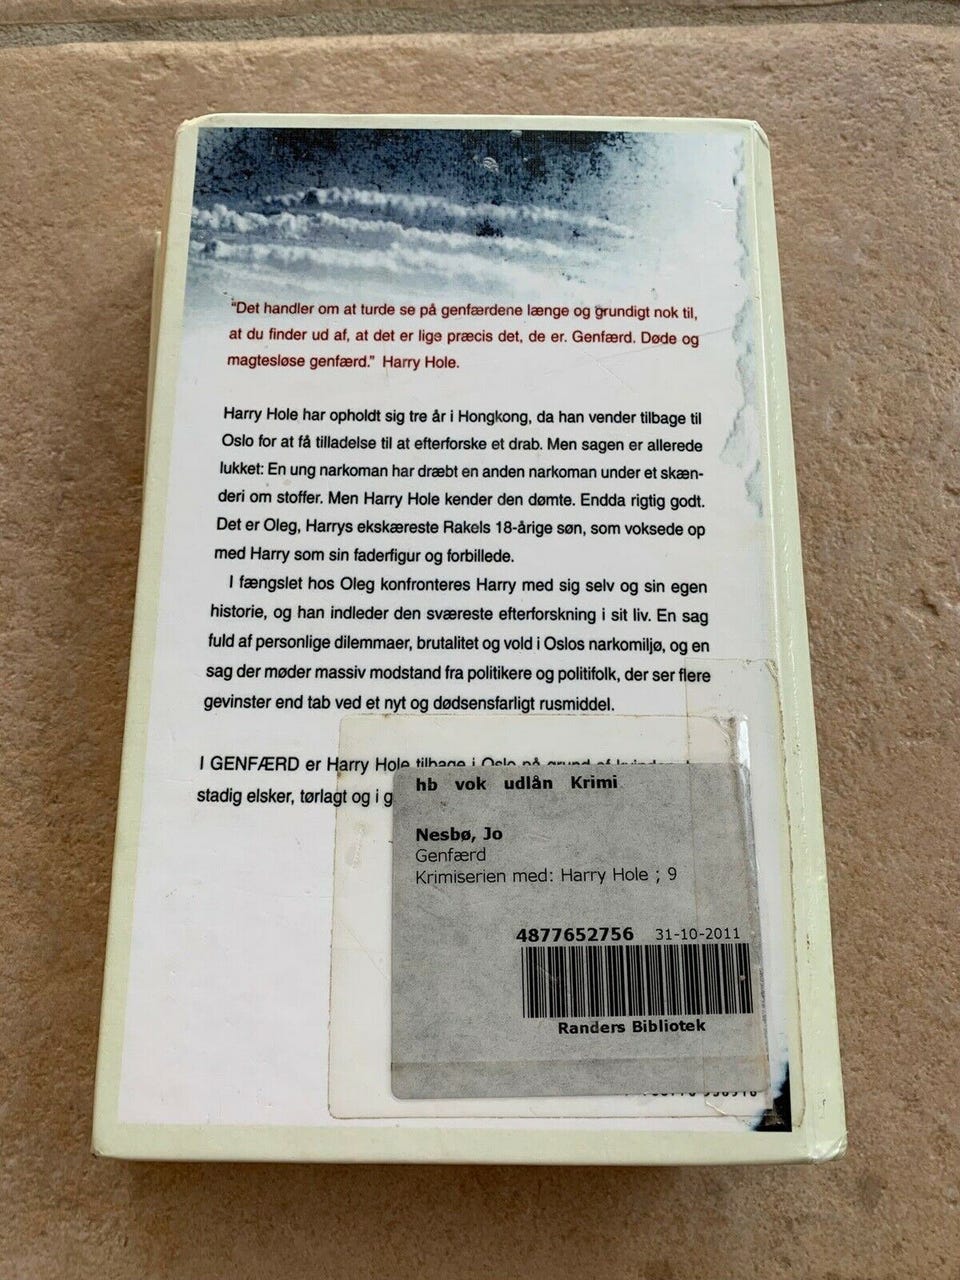 "Det handler om at turde se på genfærdene længe og grundigt nok til,
at du finder ud af, at det er lige præcis det, de er. Genfærd. Døde og
magtesløse genfærd." Harry Hole.
Harry Hole har opholdt sig tre år i Hongkong, da han vender tilbage til
Oslo for at få tilladelse til at efterforske et drab. Men sagen er allerede
lukket: En ung narkoman har dræbt en anden narkoman under et skæn-
deri om stoffer. Men Harry Hole kender den dømte. Endda rigtig godt.
Det er Oleg, Harrys ekskæreste Rakels 18-årige søn, som voksede op
med Harry som sin faderfigur og forbillede.
I fængslet hos Oleg konfronteres Harry med sig selv og sin egen
historie, og han indleder den sværeste efterforskning i sit liv. En sag
fuld af personlige dilemmaer, brutalitet og vold i Oslos narkomiljø, og en
sag der møder massiv modstand fra politikere og politifolk, der ser flere
gevinster end tab ved et nyt og dødsensfarligt rusmiddel.
I GENFÆRD er Harry Hole tilbage i Oslo på grund af
stadig elsker, tørlagt og i
hb vok udlån Krimi
Nesbø, Jo
Genfærd
Krimiserien med: Harry Hole ; 9
4877652756 31-10-2011
Randers Bibliotek